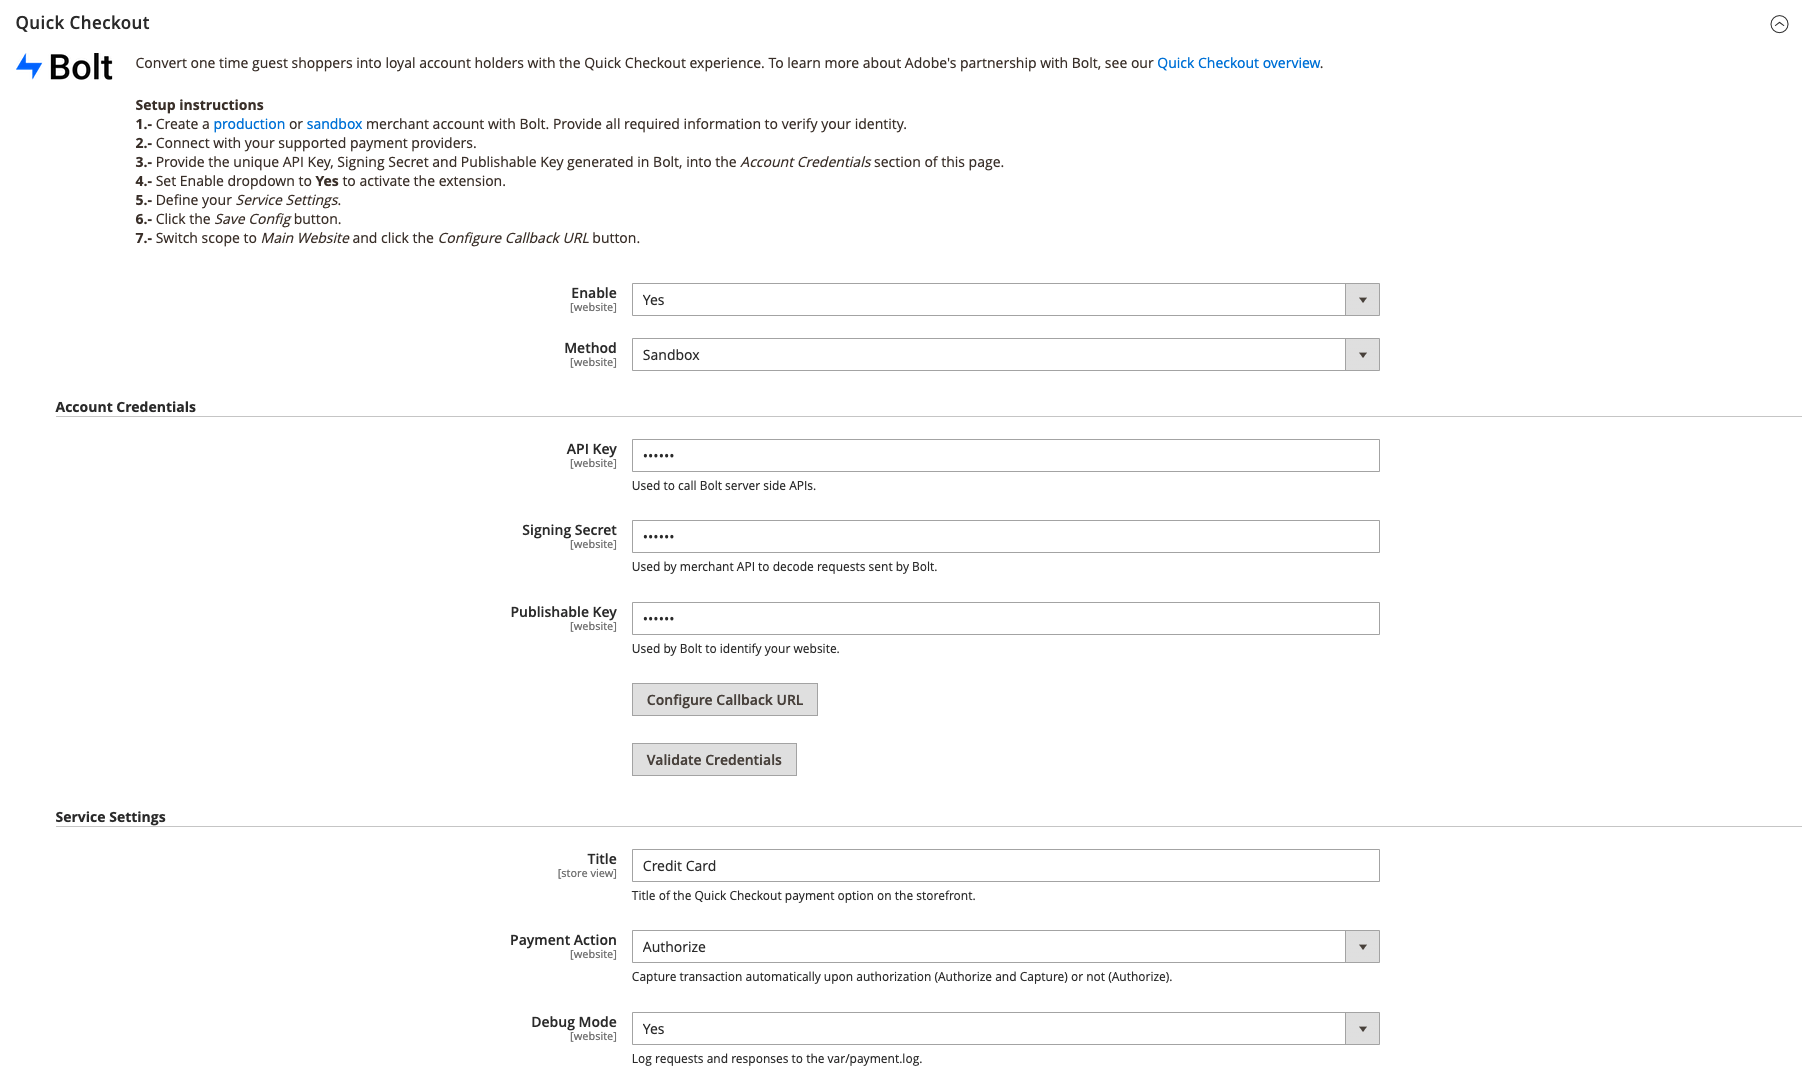 Quick Checkout
Bolt
Convert one time guest shoppers into loyal account holders with the Quick Checkout experience. To learn more about Adobe's partnership with Bolt, see our Quick Checkout overview.
Setup instructions
1.- Create a production or sandbox merchant account with Bolt. Provide all required information to verify your identity.
2.- Connect with your supported payment providers.
3.- Provide the unique API Key, Signing Secret and Publishable Key generated in Bolt, into the Account Credentials section of this page.
4.- Set Enable dropdown to Yes to activate the extension.
5.- Define your Service Settings.
6.- Click the Save Config button.
7.- Switch scope to Main Website and click the Configure Callback URL button.
Enable
[website]
Yes
Method
[website]
Sandbox
Account Credentials
API Key
[website]
••••••
Used to call Bolt server side APIs.
Signing Secret
[website]
••••••
Used by merchant API to decode requests sent by Bolt.
Publishable Key
[website]
••••••
Used by Bolt to identify your website.
Configure Callback URL
Validate Credentials
Service Settings
Title
[store view]
Credit Card
Title of the Quick Checkout payment option on the storefront.
Payment Action
[website]
Authorize
Capture transaction automatically upon authorization (Authorize and Capture) or not (Authorize).
Debug Mode
[website]
Yes
Log requests and responses to the var/payment.log.